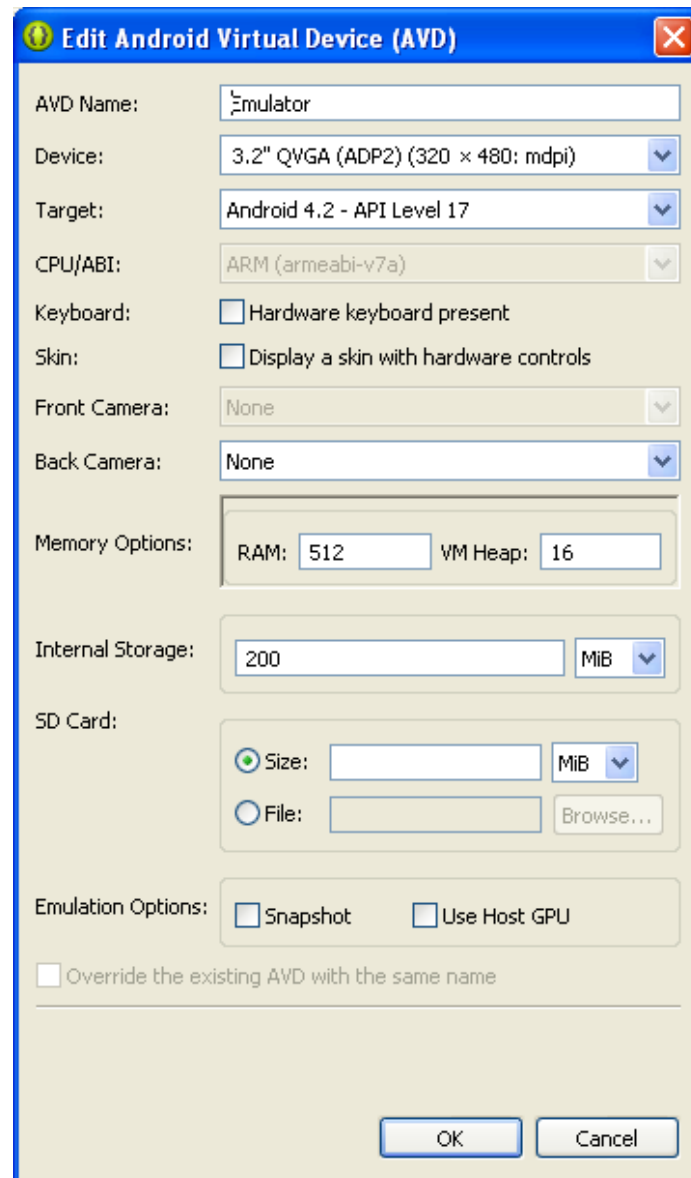 Edit Android Virtual Device (AVD)
AVD Name: Emulator
Device: 3.2" QVGA (ADP2) (320 × 480: mdpi)
Target: Android 4.2 - API Level 17
CPU/ABI: ARM (armeabi-v7a)
Keyboard: Hardware keyboard present
Skin: Display a skin with hardware controls
Front Camera: None
Back Camera: None
Memory Options: RAM: 512 VM Heap: 16
Internal Storage: 200 MiB
SD Card:
Size: MiB
File: Browse...
Emulation Options: Snapshot Use Host GPU
Override the existing AVD with the same name
OK Cancel